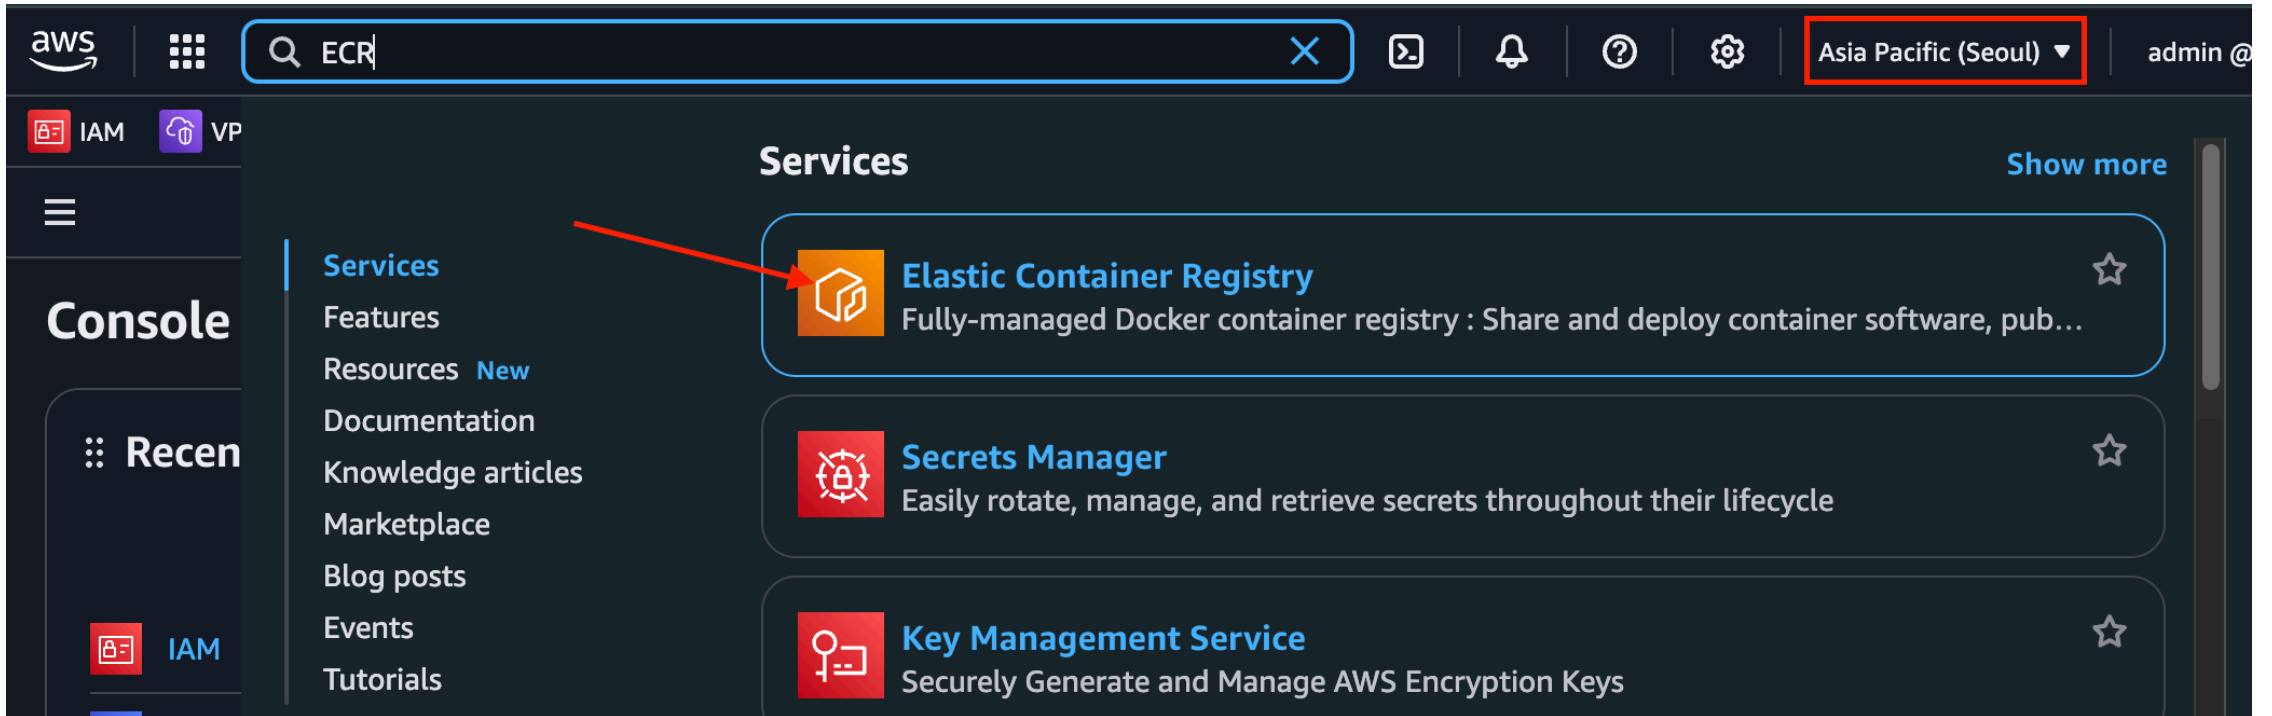 aws
ECR
Asia Pacific (Seoul)
admin @
IAM
VP
Services
Show more
Services
Features
Resources New
Documentation
Knowledge articles
Marketplace
Blog posts
Events
Tutorials
Console
Recen
IAM
Elastic Container Registry
Fully-managed Docker container registry : Share and deploy container software, pub...
Secrets Manager
Easily rotate, manage, and retrieve secrets throughout their lifecycle
Key Management Service
Securely Generate and Manage AWS Encryption Keys